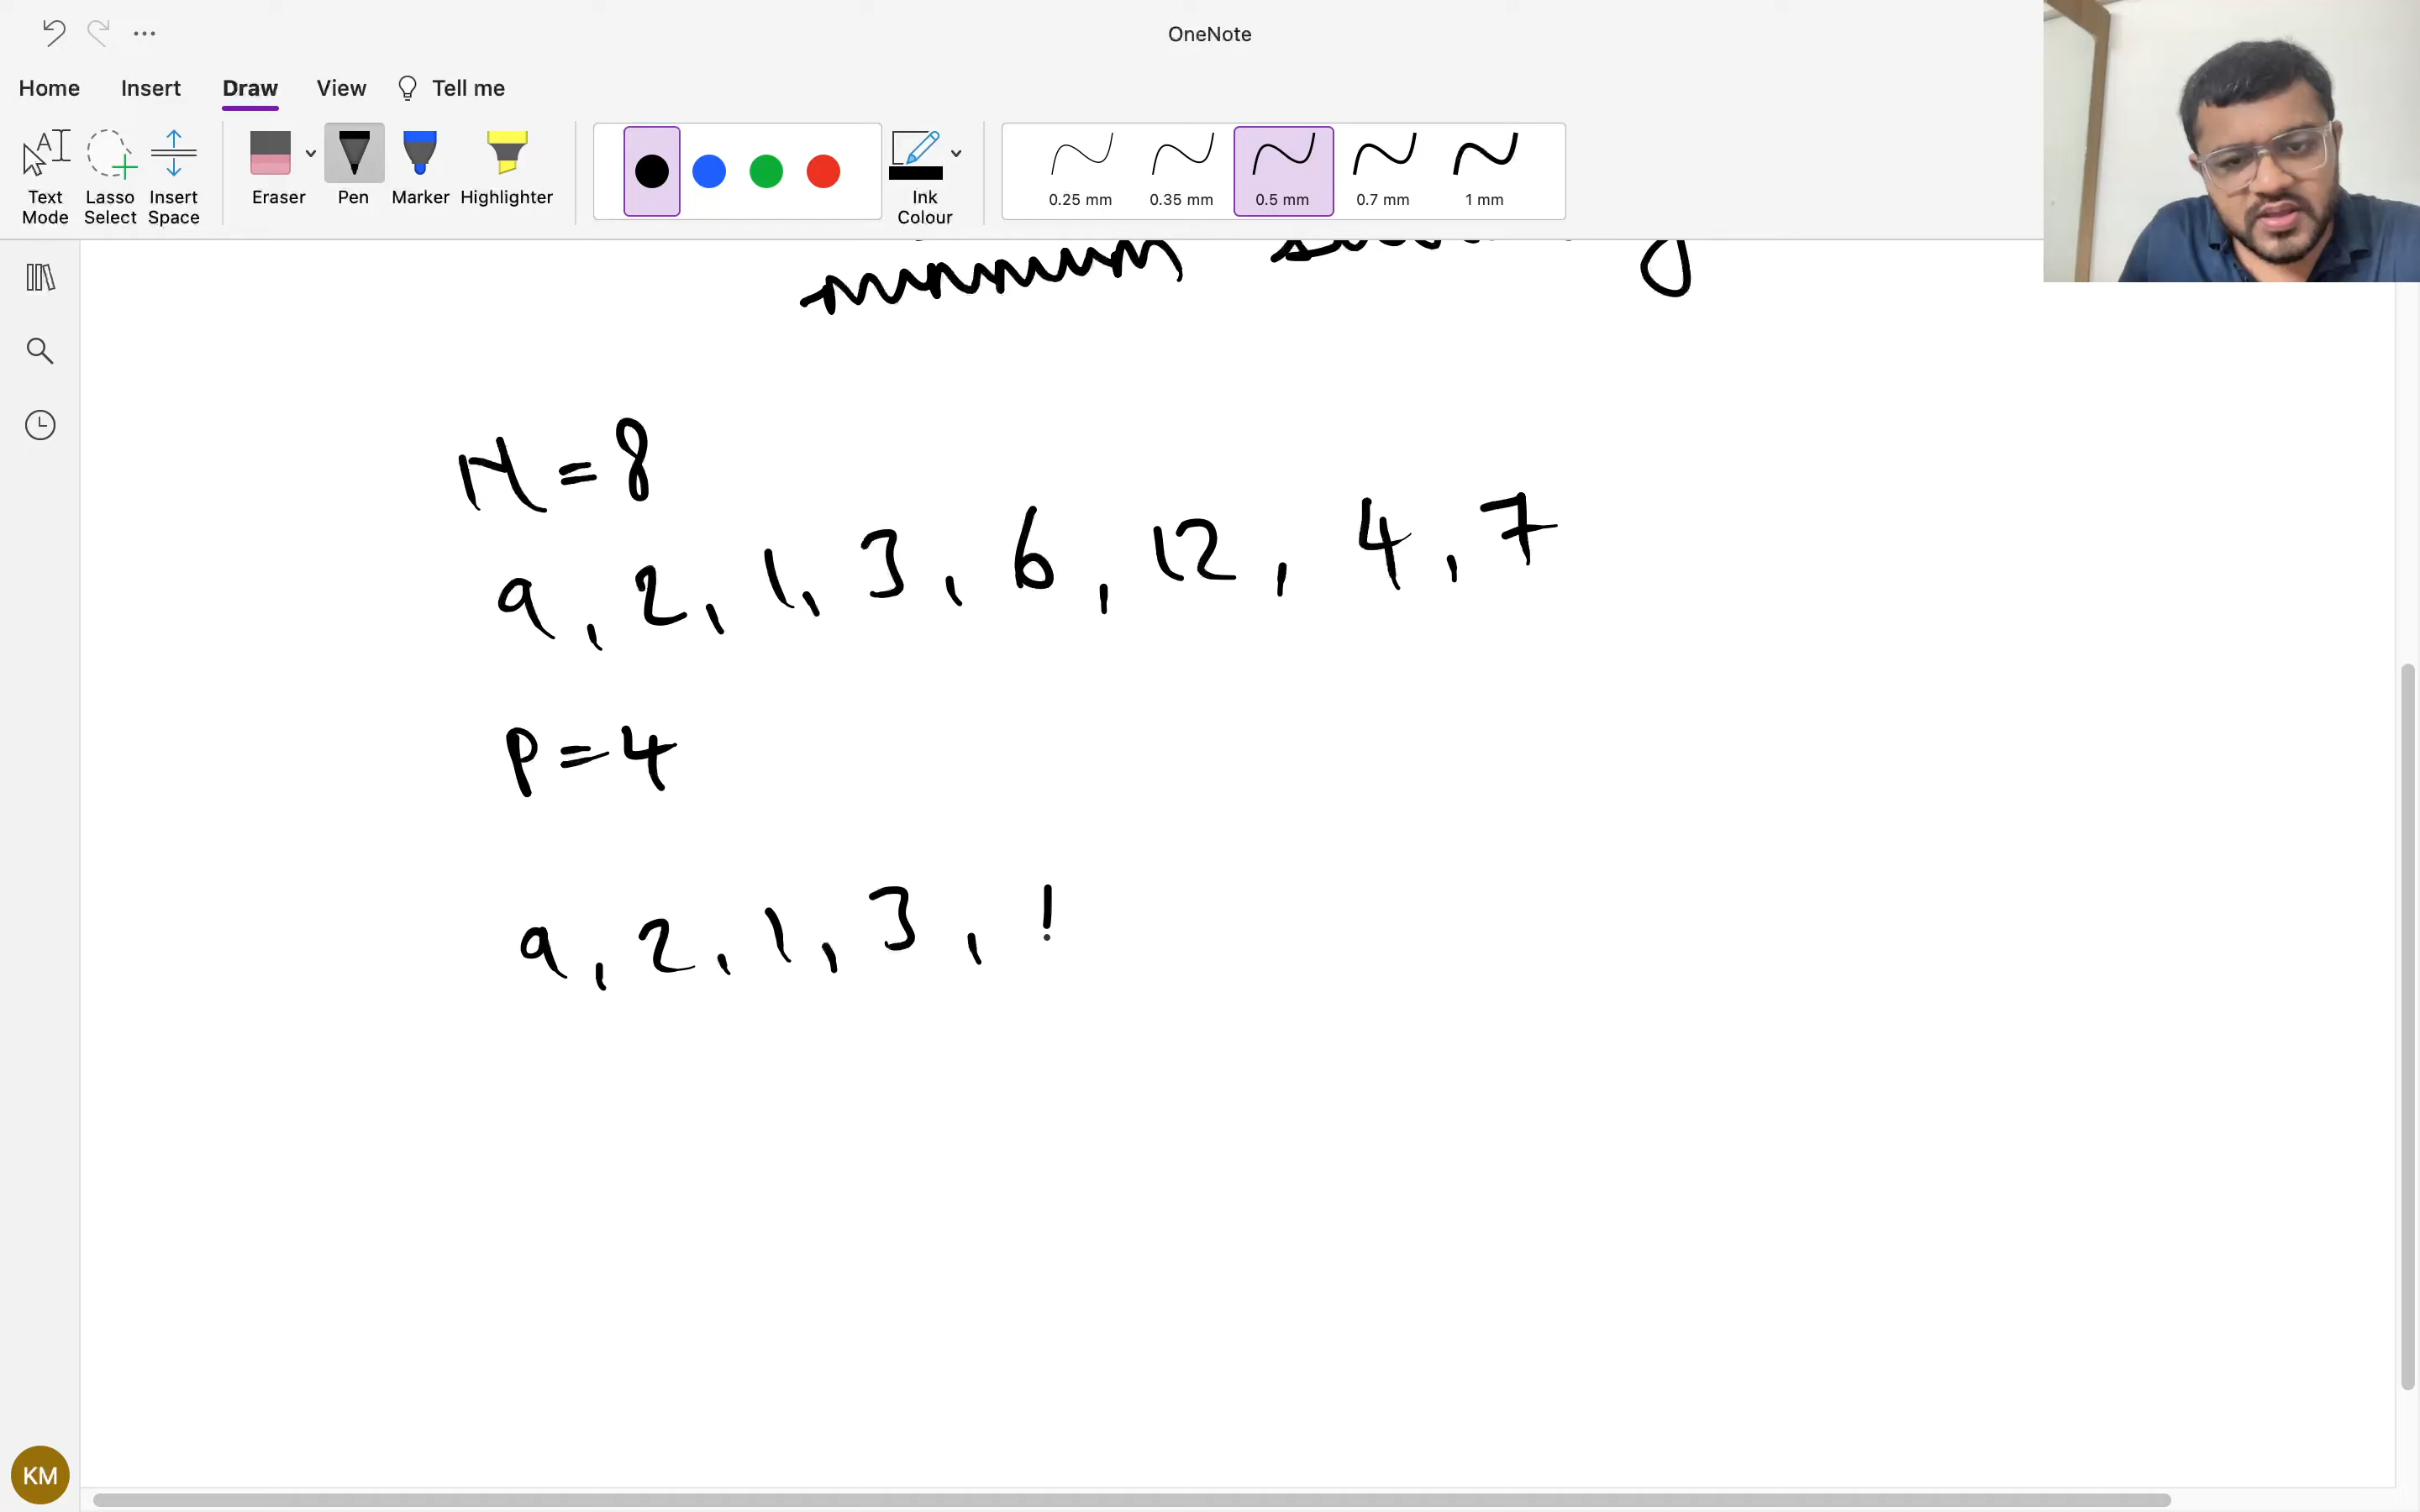 OneNote
Home Insert Draw View Tell me
Text Mode Lasso Select Insert Space Eraser Pen Marker Highlighter Ink Colour 0.25 mm 0.35 mm 0.5 mm 0.7 mm 1 mm
minimum
N=8
9, 2, 1, 3, 6, 12, 4, 7
P=4
9, 2, 1, 3, !
KM